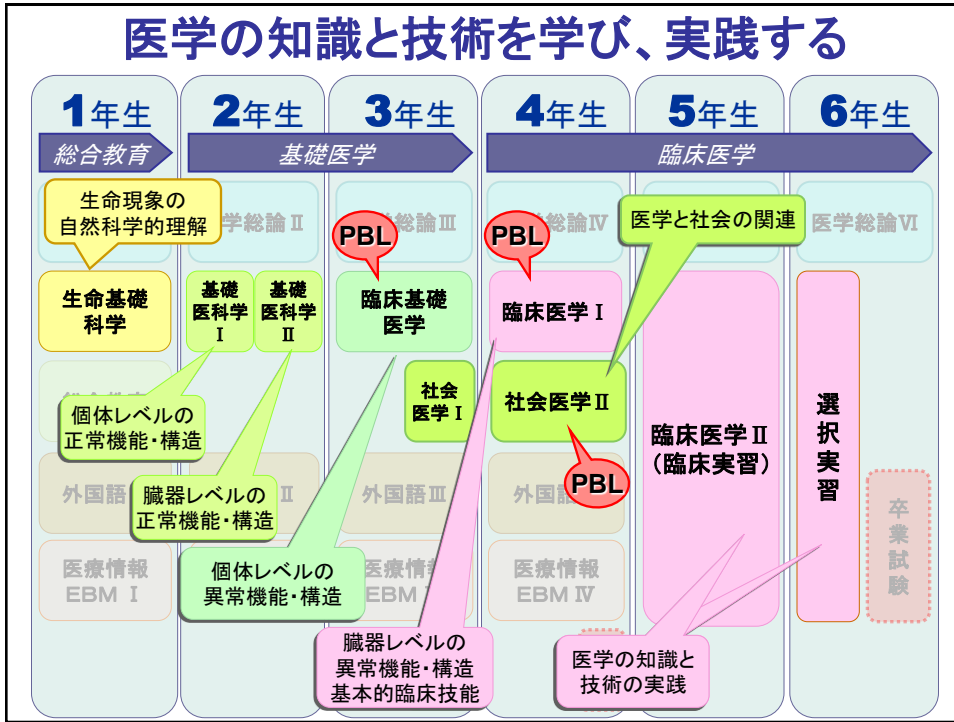 医学の知識と技術を学び、実践する
1年生
2年生
3年生
4年生
5年生
6年生
総合教育
基礎医学
臨床医学
生命現象の
自然科学的理解
学総論Ⅱ
PBL
総論Ⅲ
PBL
総論Ⅳ
医学と社会の関連
医学総論Ⅵ
生命基礎
科学
基礎
医科学
Ⅰ
基礎
医科学
Ⅱ
臨床基礎
医学
臨床医学Ⅰ
個体レベルの
正常機能・構造
社会
医学Ⅰ
社会医学Ⅱ
臨床医学Ⅱ
（臨床実習）
選択実習
外国語
臓器レベルの
正常機能・構造
Ⅱ
外国語Ⅲ
外国語
PBL
卒業試験
医療情報
EBM Ⅰ
個体レベルの
異常機能・構造
医療情報
EBM
医療情報
EBM Ⅳ
臓器レベルの
異常機能・構造
基本的臨床技能
医学の知識と
技術の実践